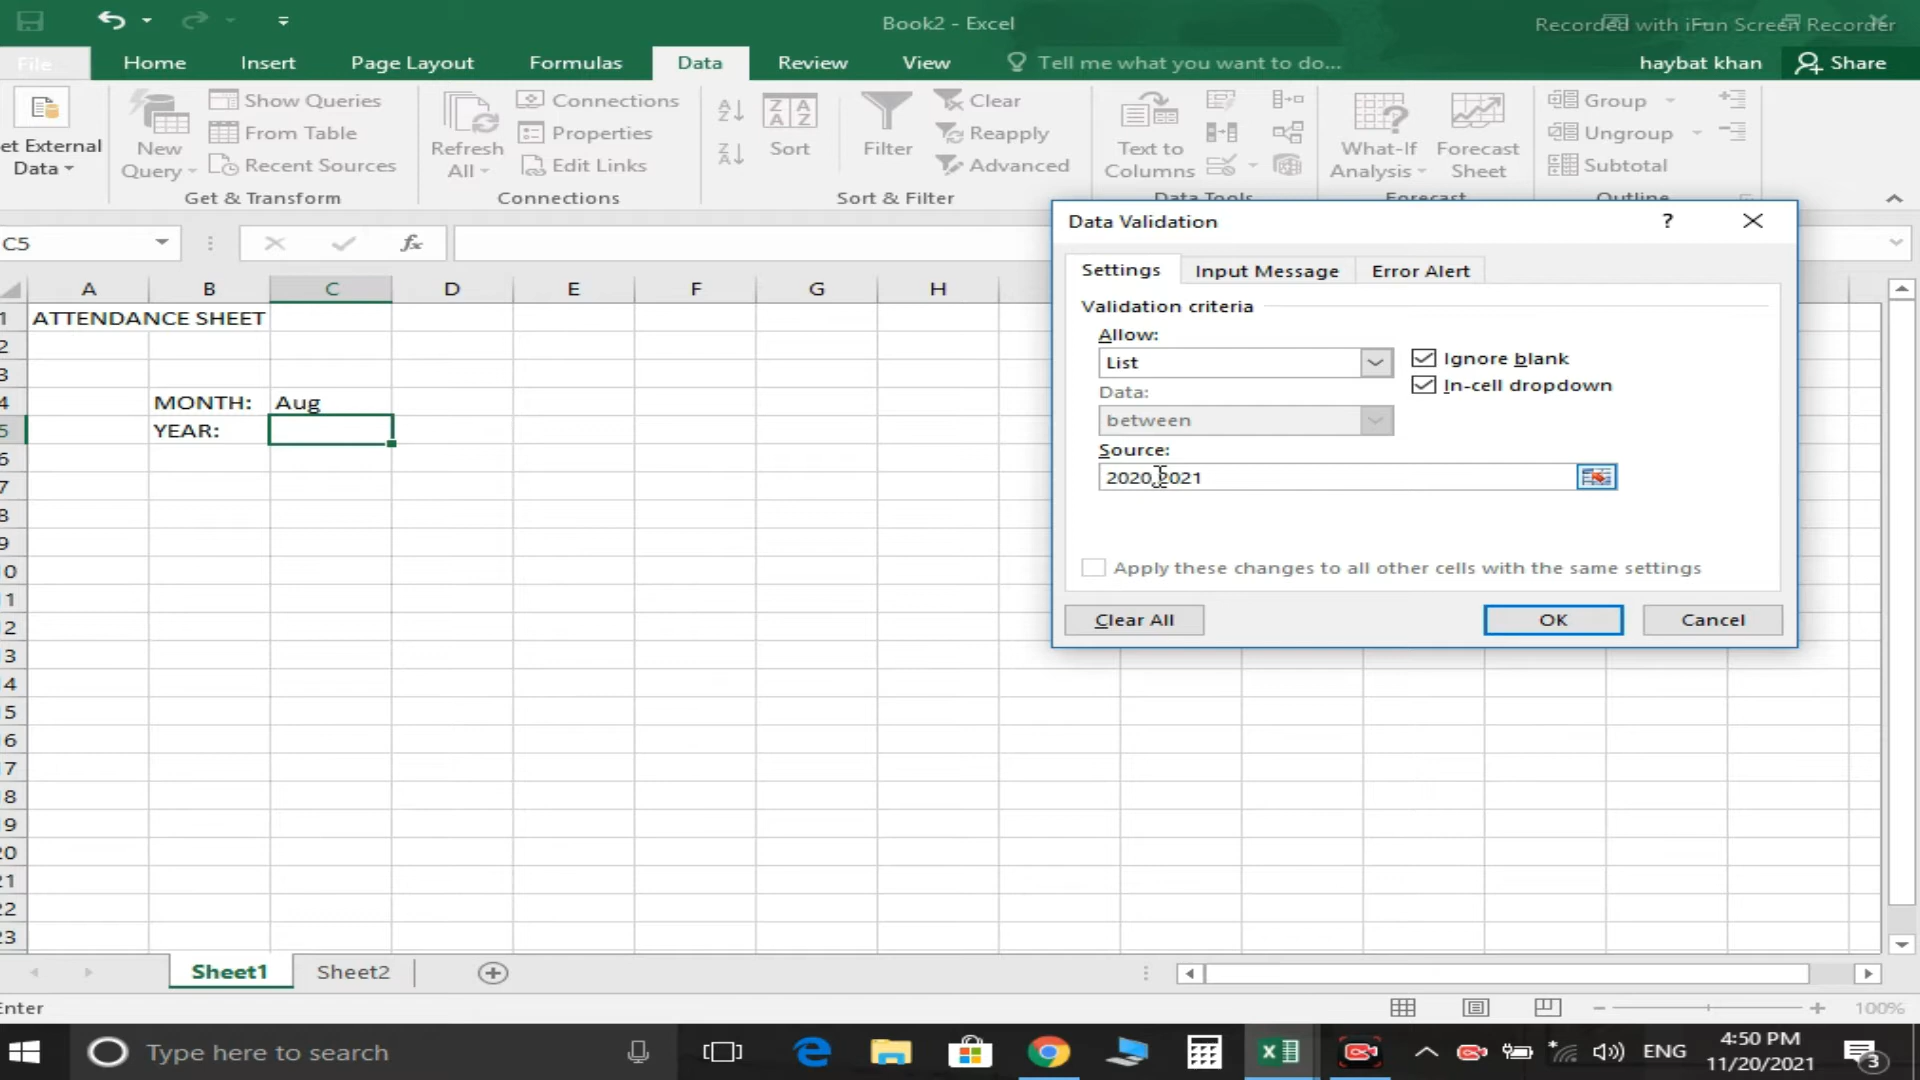 Book2 - Excel
Recorded with iFun Screen Recorder
File Home Insert Page Layout Formulas Data Review View Tell me what you want to do... haybat khan Share
et External Data
New Query
Show Queries
From Table
Recent Sources
Get & Transform
Refresh All
Connections
Properties
Edit Links
Connections
A Z
Z A
Z A A Z
Sort
Filter
Clear
Reapply
Advanced
Sort & Filter
Text to Columns
Data Tools
What-If Analysis
Forecast Sheet
Forecast
Group
Ungroup
Subtotal
Outline
C5
fx
A B C D E F G H
1 ATTENDANCE SHEET
2
3
4 MONTH: Aug
5 YEAR:
6
7
8
9
0
1
2
3
4
5
6
7
8
9
20
21
22
23
Data Validation ?
Settings Input Message Error Alert
Validation criteria
Allow:
List
Ignore blank
In-cell dropdown
Data:
between
Source:
2020,2021
Apply these changes to all other cells with the same settings
Clear All OK Cancel
Sheet1 Sheet2
Enter
100%
Type here to search
ENG
4:50 PM
11/20/2021
3